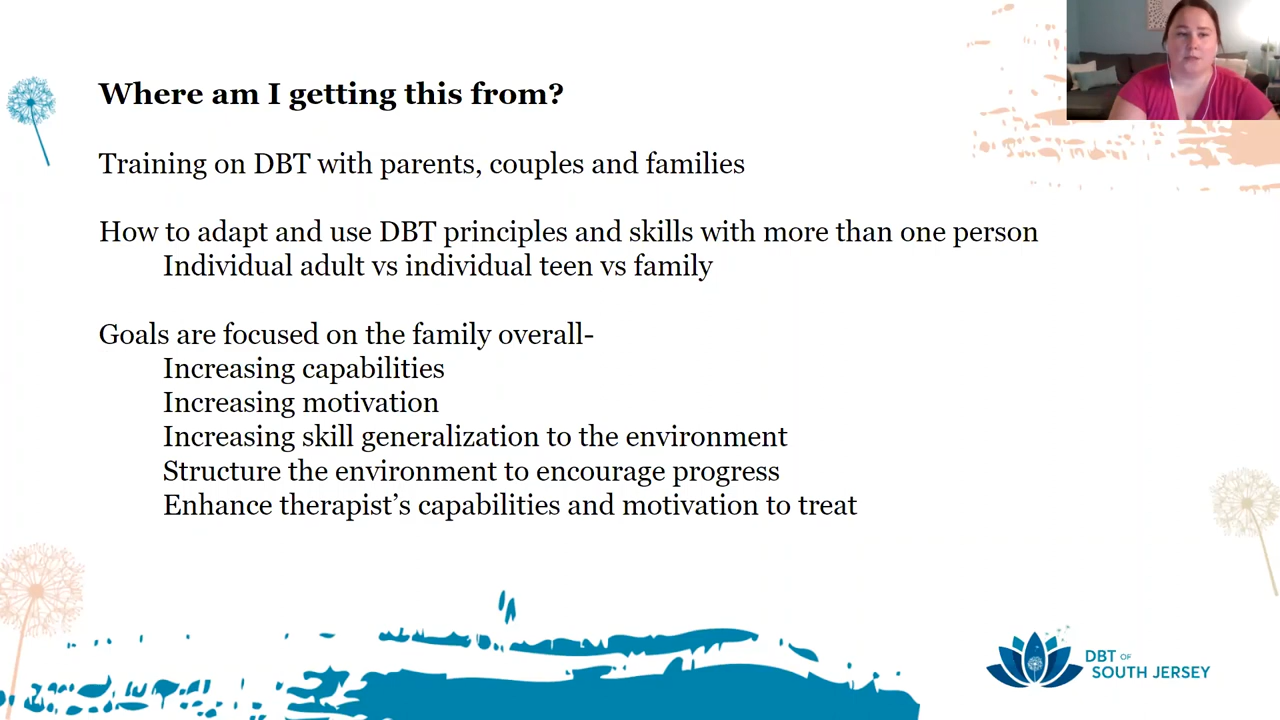 Where am I getting this from?
Training on DBT with parents, couples and families
How to adapt and use DBT principles and skills with more than one person
Individual adult vs individual teen vs family
Goals are focused on the family overall-
Increasing capabilities
Increasing motivation
Increasing skill generalization to the environment
Structure the environment to encourage progress
Enhance therapist’s capabilities and motivation to treat
DBT OF
SOUTH JERSEY